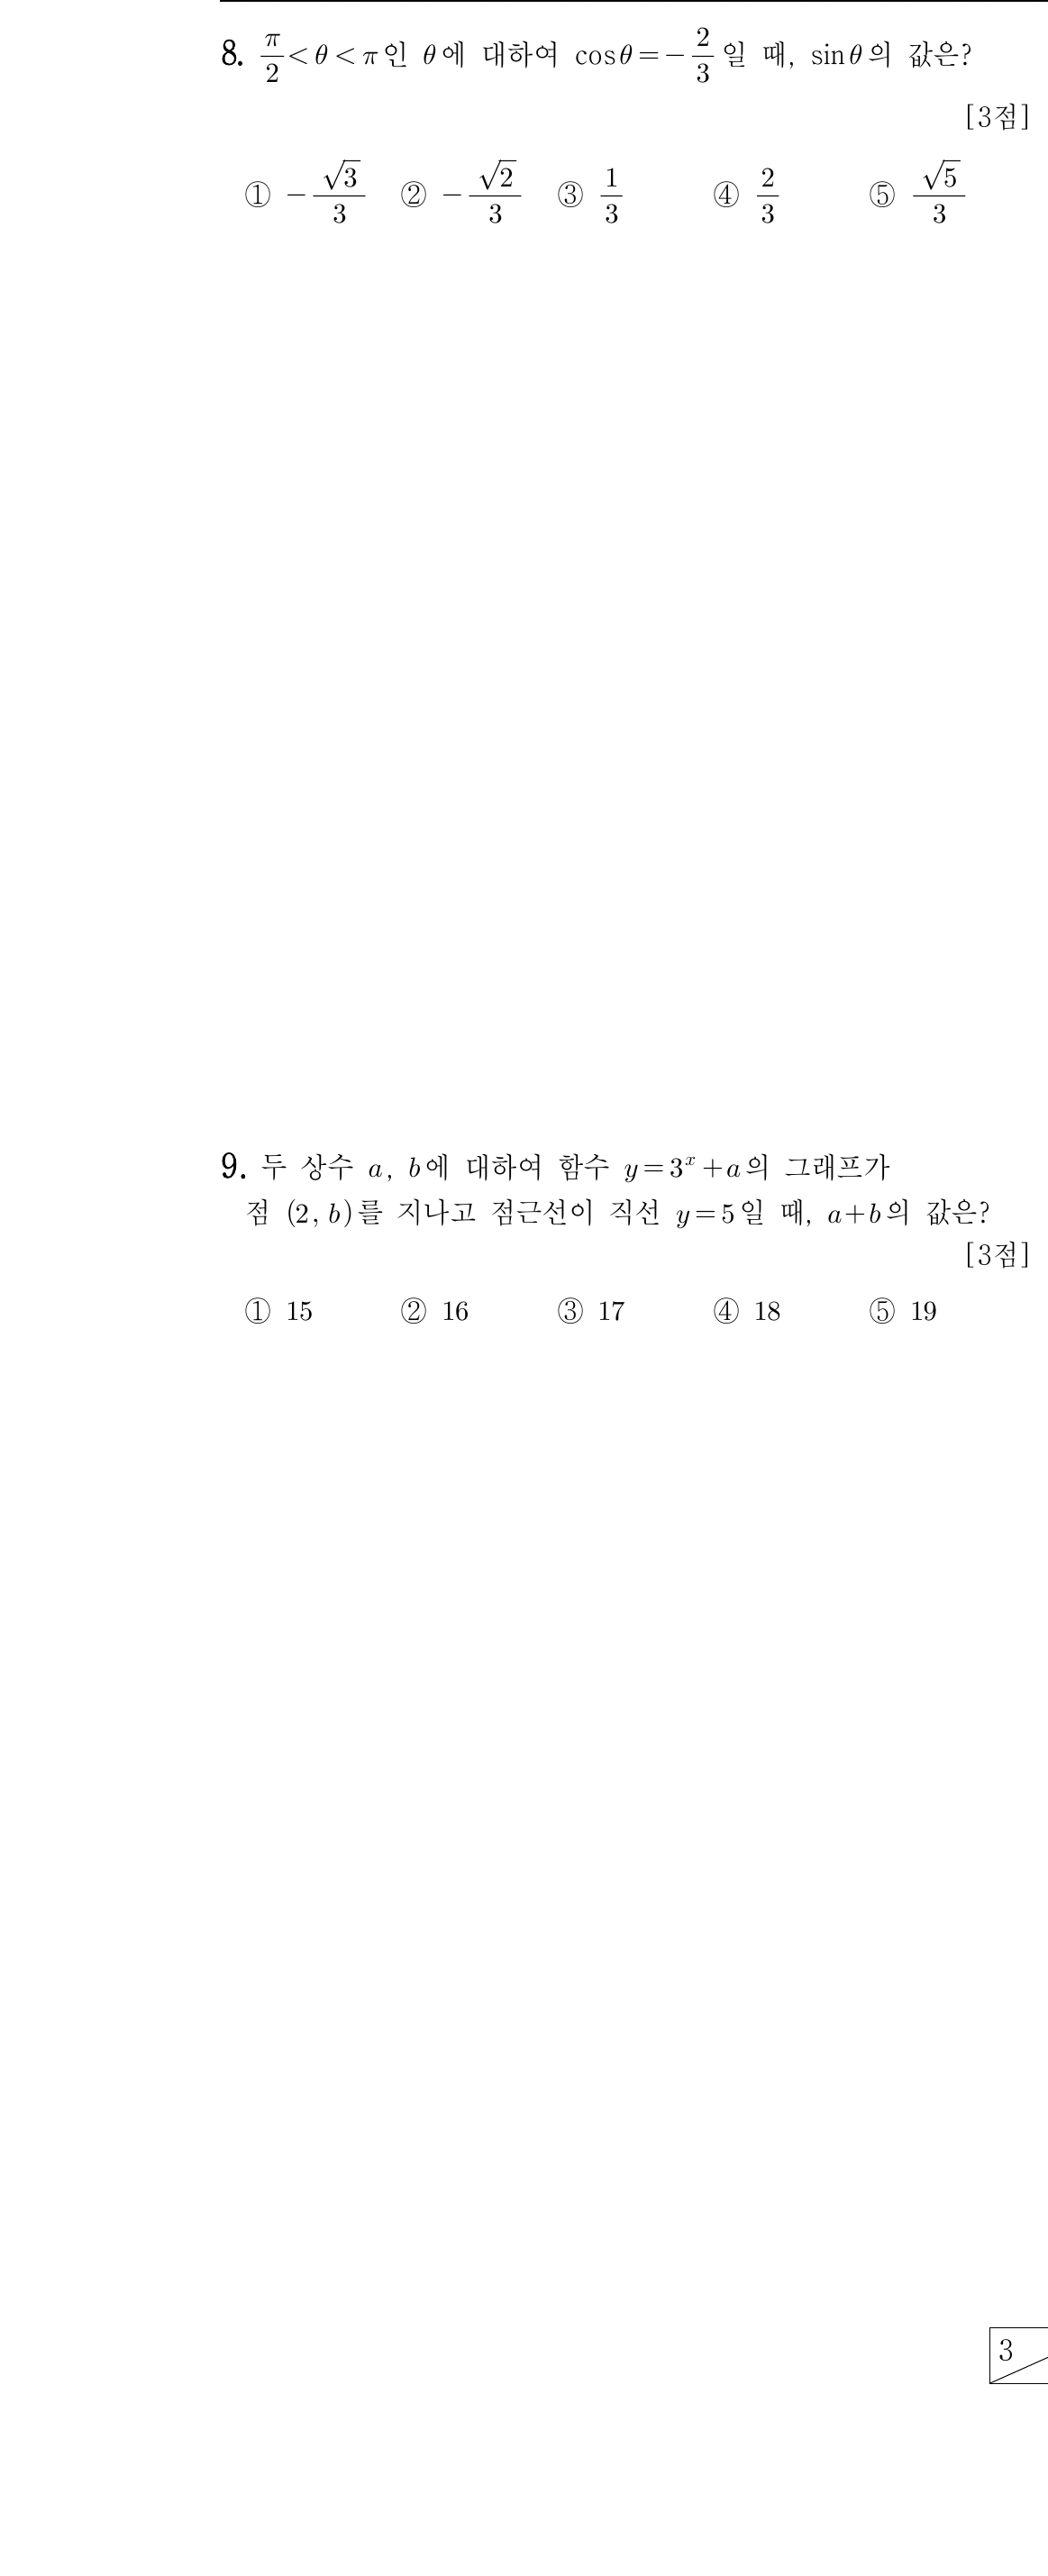 8. π/2 < θ < π인 θ에 대하여 cosθ = −2/3일 때, sinθ의 값은?
[3점]
① −√3/3 ② −√2/3 ③ 1/3 ④ 2/3 ⑤ √5/3
9. 두 상수 a, b에 대하여 함수 y = 3ˣ + a의 그래프가
점 (2, b)를 지나고 점근선이 직선 y = 5일 때, a+b의 값은?
[3점]
① 15 ② 16 ③ 17 ④ 18 ⑤ 19
3